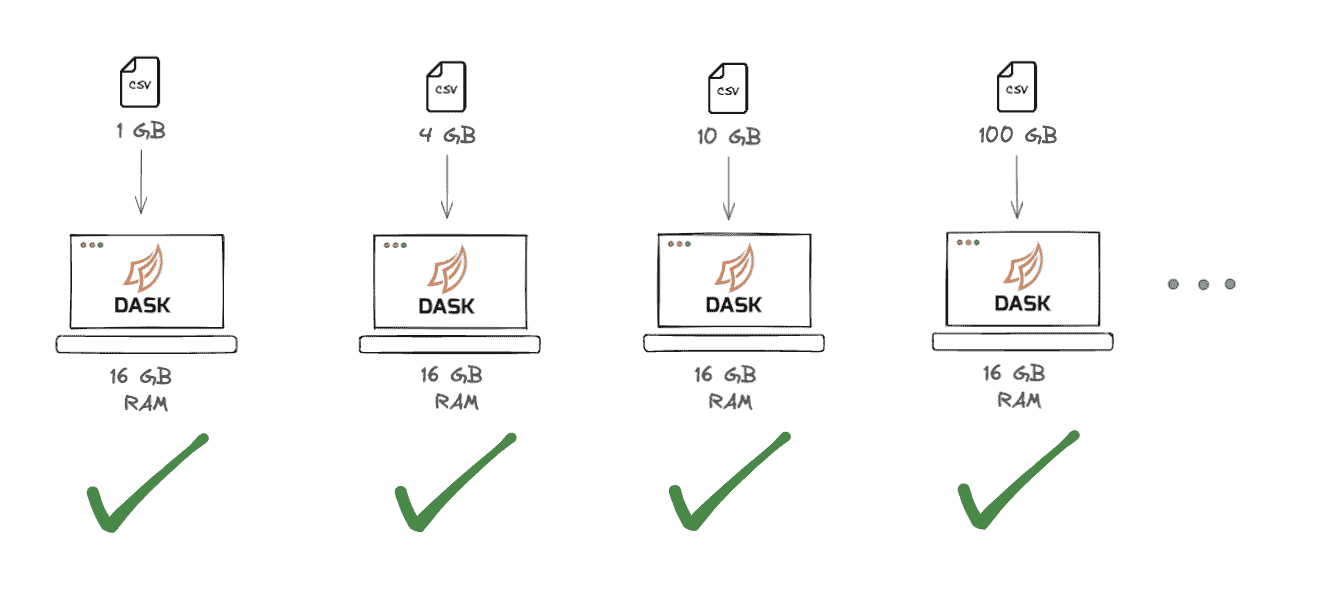 CSV
1 GB
DASK
16 GB
RAM
CSV
4 GB
DASK
16 GB
RAM
CSV
10 GB
DASK
16 GB
RAM
CSV
100 GB
DASK
16 GB
RAM